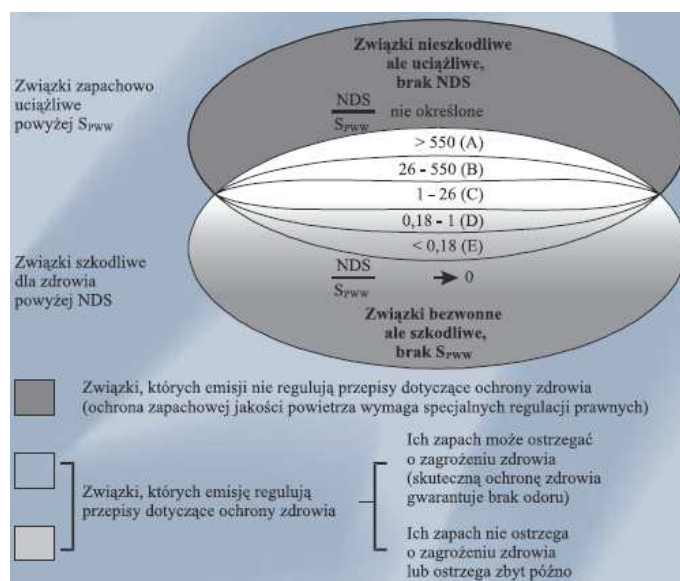 Związki nieszkodliwe
ale uciążliwe,
brak NDS
NDS
S_PWW
nie określone
Związki zapachowo
uciążliwe
powyżej S_PWW
> 550 (A)
26 - 550 (B)
1 – 26 (C)
0,18 - 1 (D)
< 0,18 (E)
Związki szkodliwe
dla zdrowia
powyżej NDS
NDS
S_PWW
➔ 0
Związki bezwonne
ale szkodliwe,
brak S_PWW
Związki, których emisji nie regulują przepisy dotyczące ochrony zdrowia
(ochrona zapachowej jakości powietrza wymaga specjalnych regulacji prawnych)
Związki, których emisję regulują
przepisy dotyczące ochrony zdrowia
Ich zapach może ostrzegać
o zagrożeniu zdrowia
(skuteczną ochronę zdrowia
gwarantuje brak odoru)
Ich zapach nie ostrzega
o zagrożeniu zdrowia
lub ostrzega zbyt późno